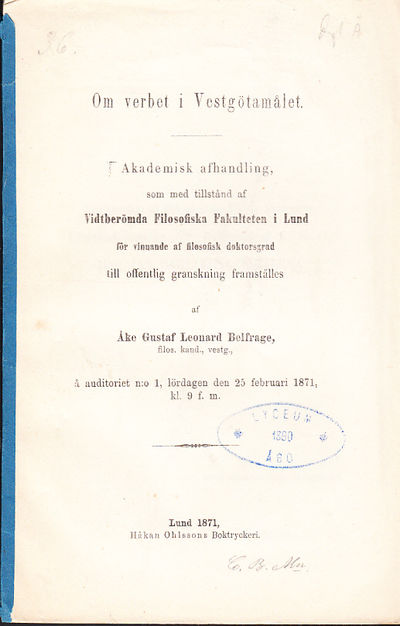 Om verbet i Vestgötamålet.
Akademisk afhandling,
som med tillstånd af
Vidtberömda Filosofiska Fakulteten i Lund
för vinnande af filosofisk doktorsgrad
till offentlig granskning framställes
af
Åke Gustaf Leonard Belfrage,
filos. kand., vestg.,
å auditoriet n:o 1, lördagen den 25 februari 1871,
kl. 9 f. m.
LYCEUM
1890
ÅBO
Lund 1871,
Håkan Ohlssons Boktryckeri.